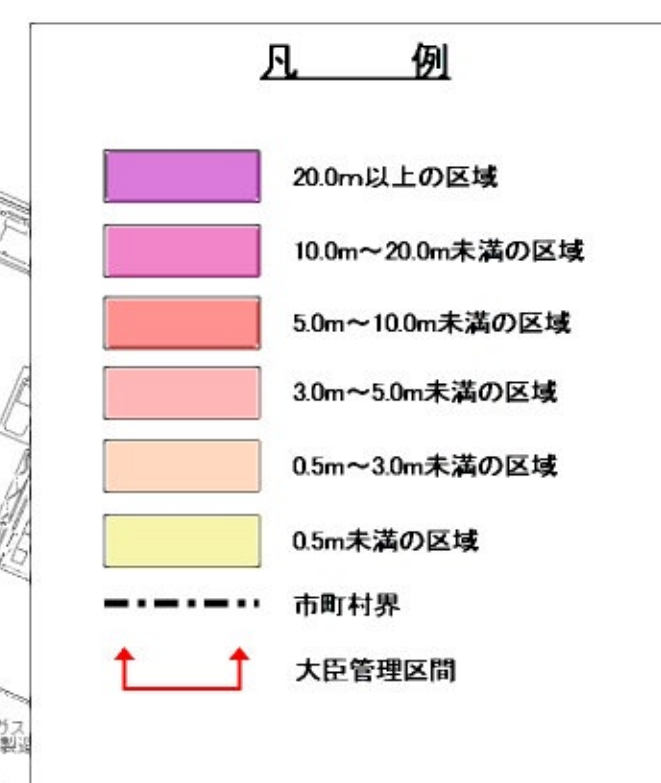 凡　例
20.0m以上の区域
10.0m～20.0m未満の区域
5.0m～10.0m未満の区域
3.0m～5.0m未満の区域
0.5m～3.0m未満の区域
0.5m未満の区域
市町村界
大臣管理区間
ガス